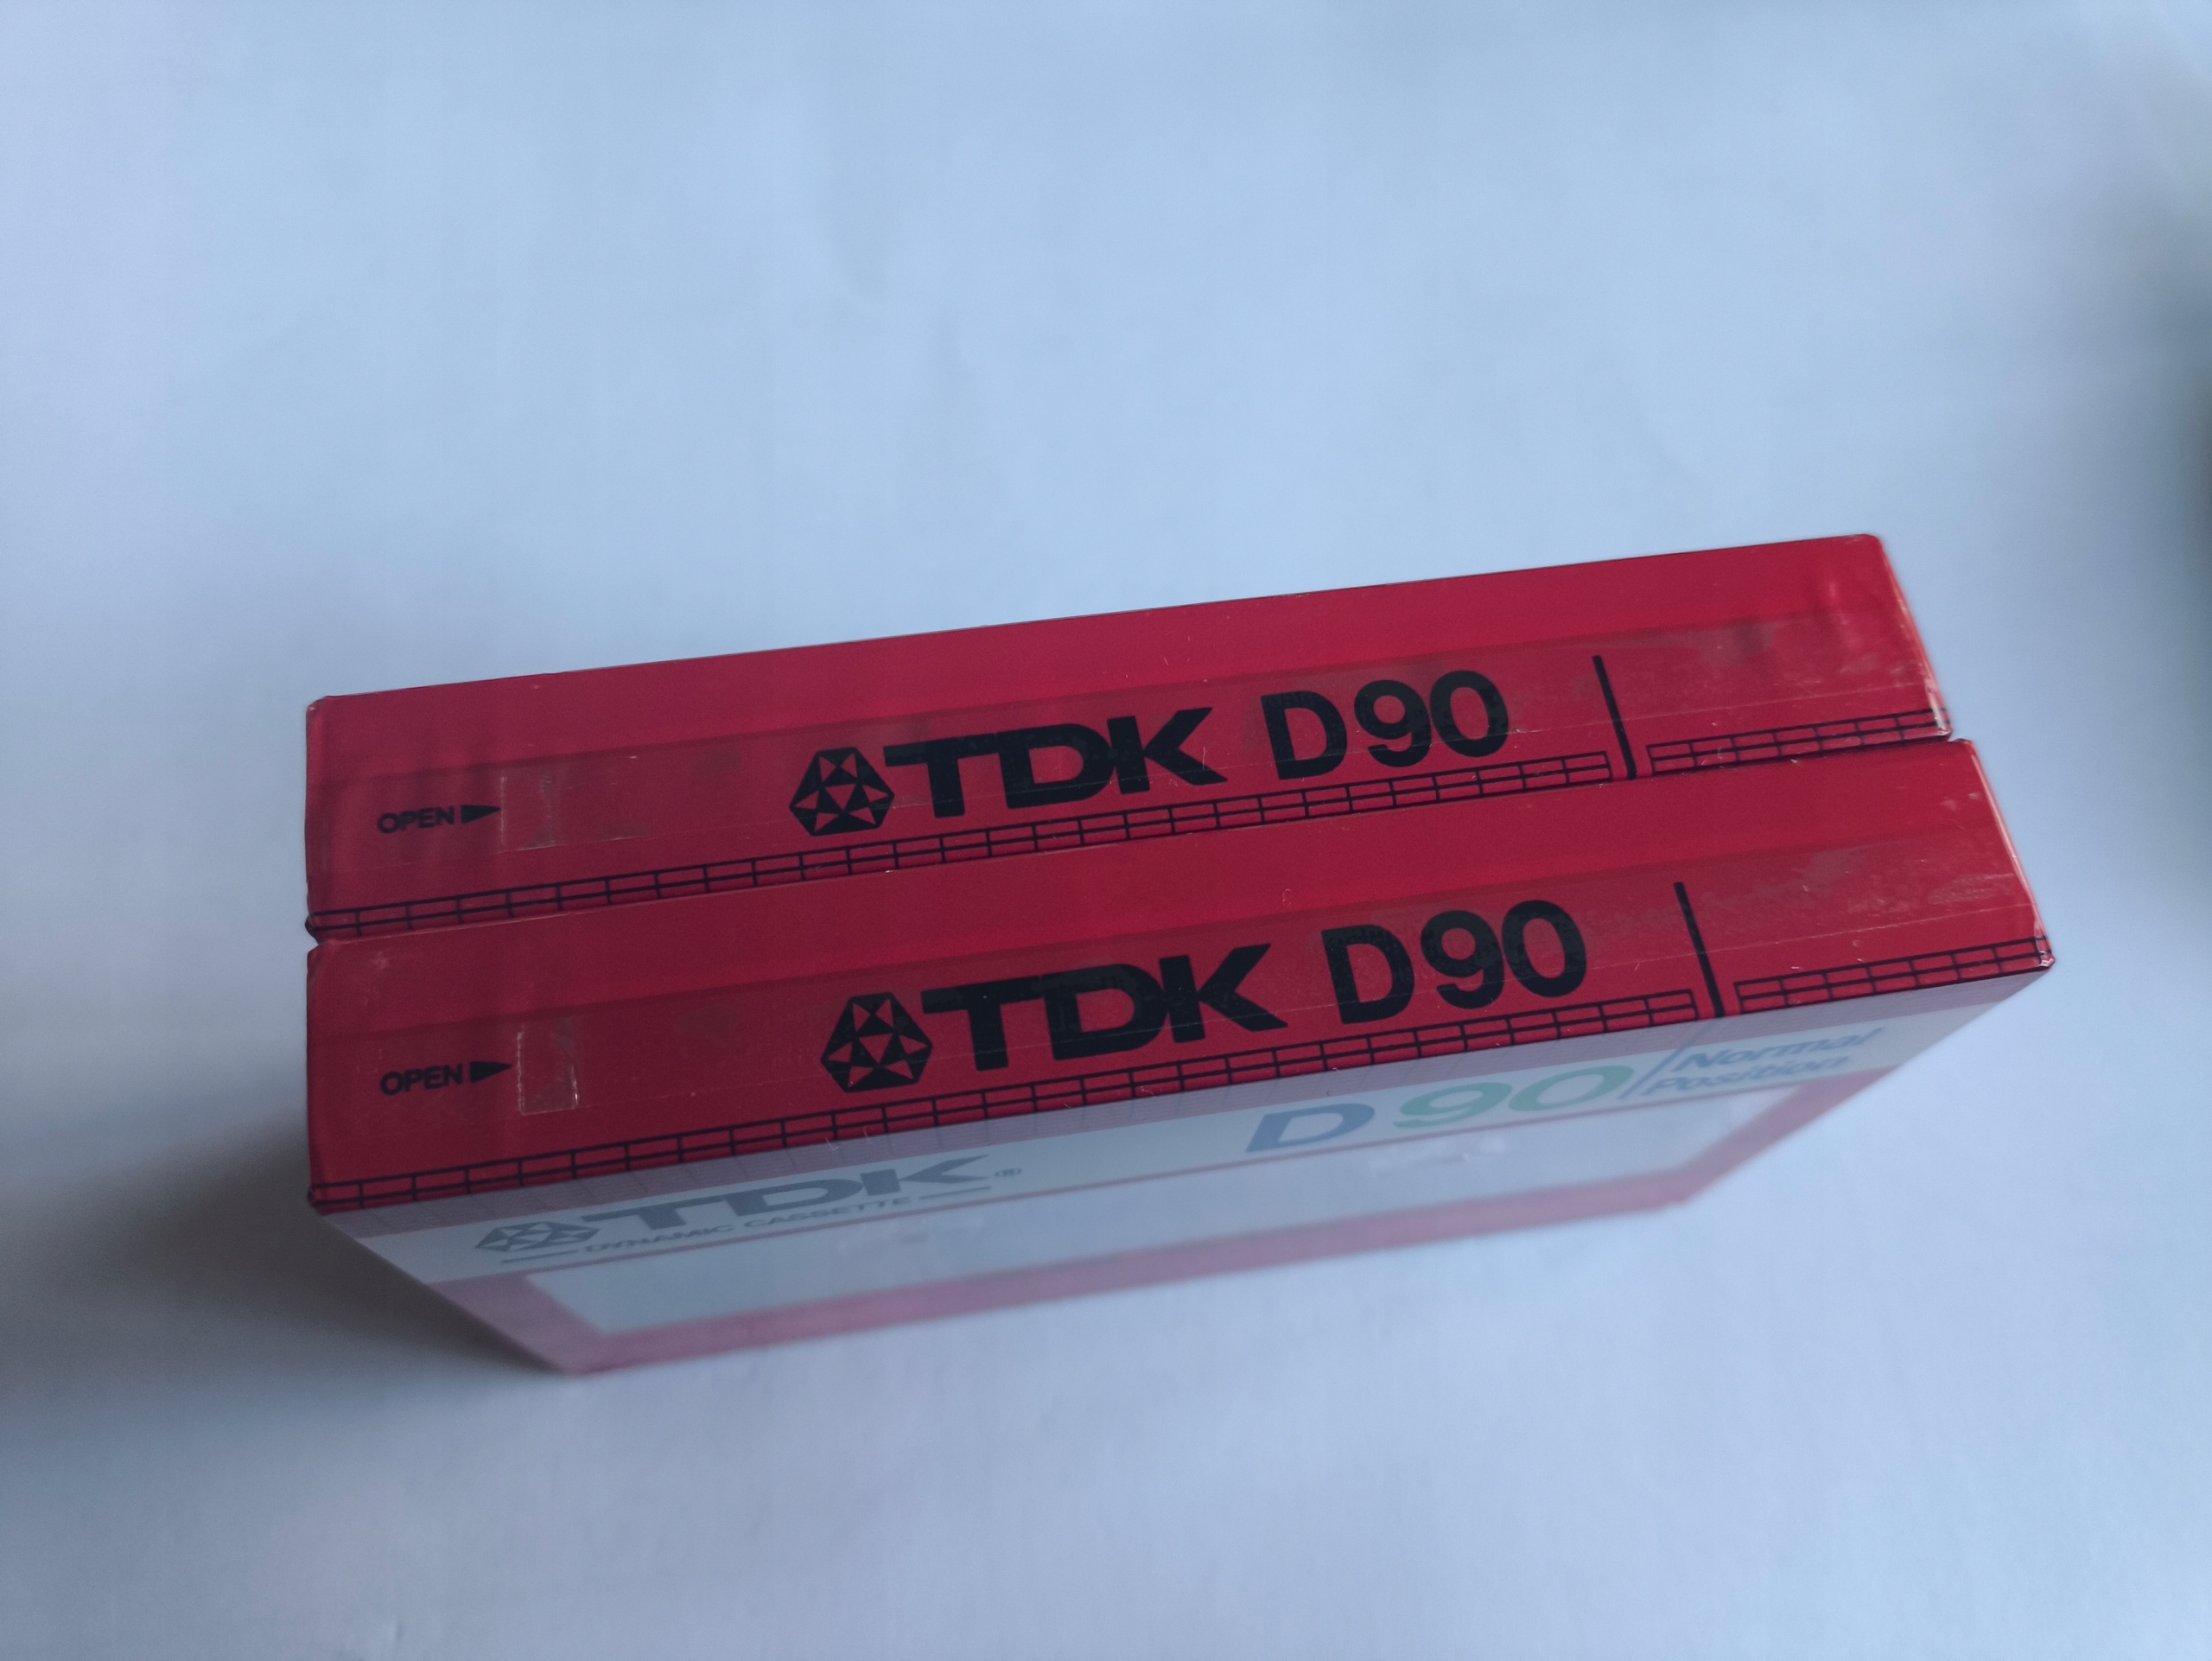 OPEN TDK D90
OPEN TDK D90
TDK® D90 Normal Position
DYNAMIC CASSETTE